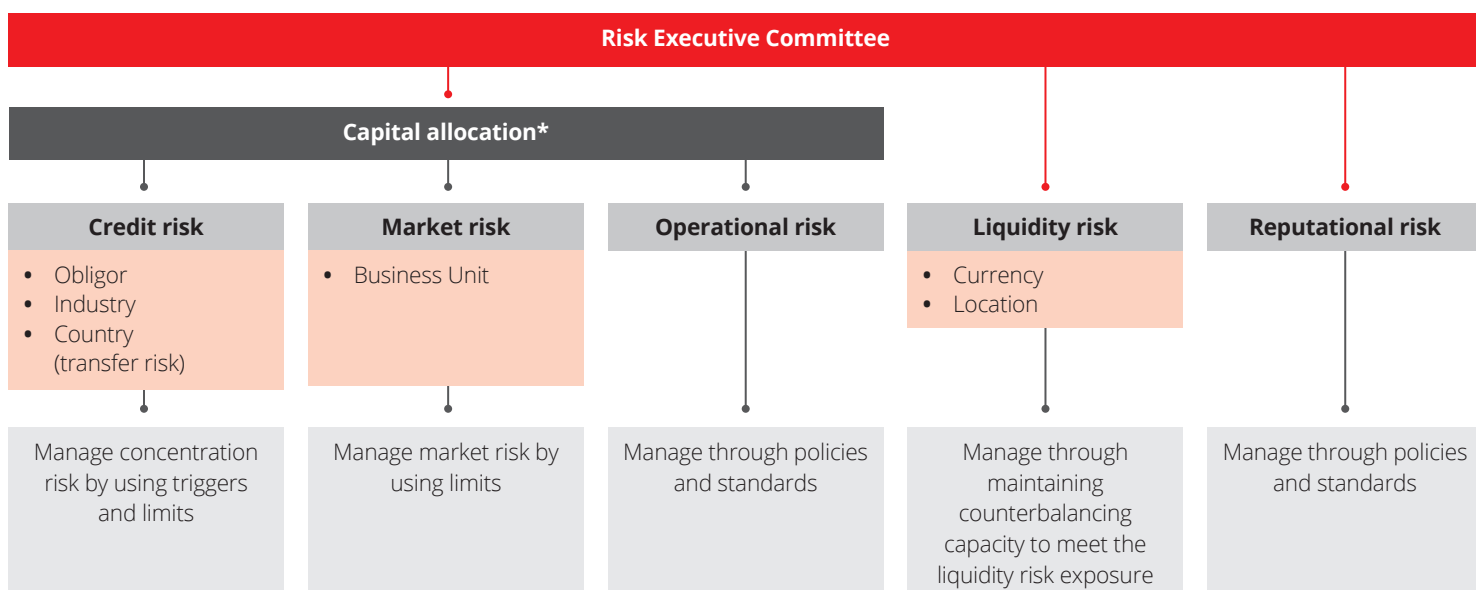 Risk Executive Committee
Capital allocation*
Credit risk
• Obligor
• Industry
• Country
(transfer risk)
Manage concentration
risk by using triggers
and limits
Market risk
• Business Unit
Manage market risk by
using limits
Operational risk
Manage through policies
and standards
Liquidity risk
• Currency
• Location
Manage through
maintaining
counterbalancing
capacity to meet the
liquidity risk exposure
Reputational risk
Manage through policies
and standards